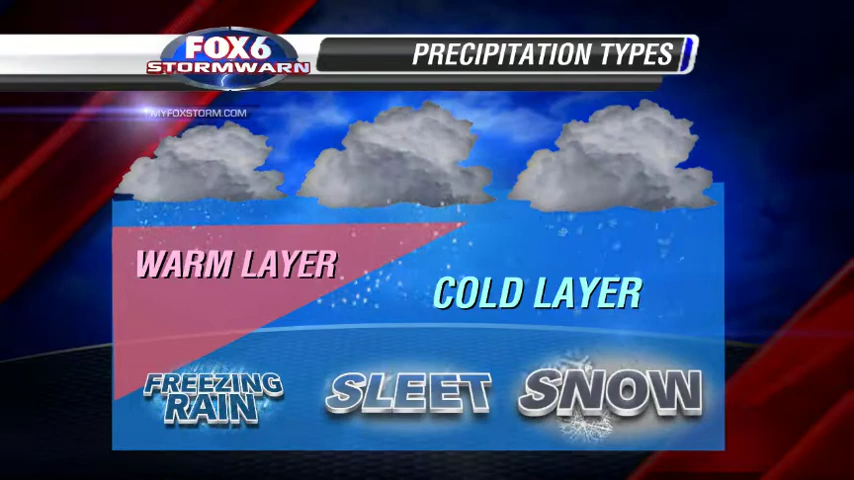 FOX6
STORMWARN
PRECIPITATION TYPES
MYFOXSTORM.COM
WARM LAYER
COLD LAYER
FREEZING
RAIN
SLEET
SNOW